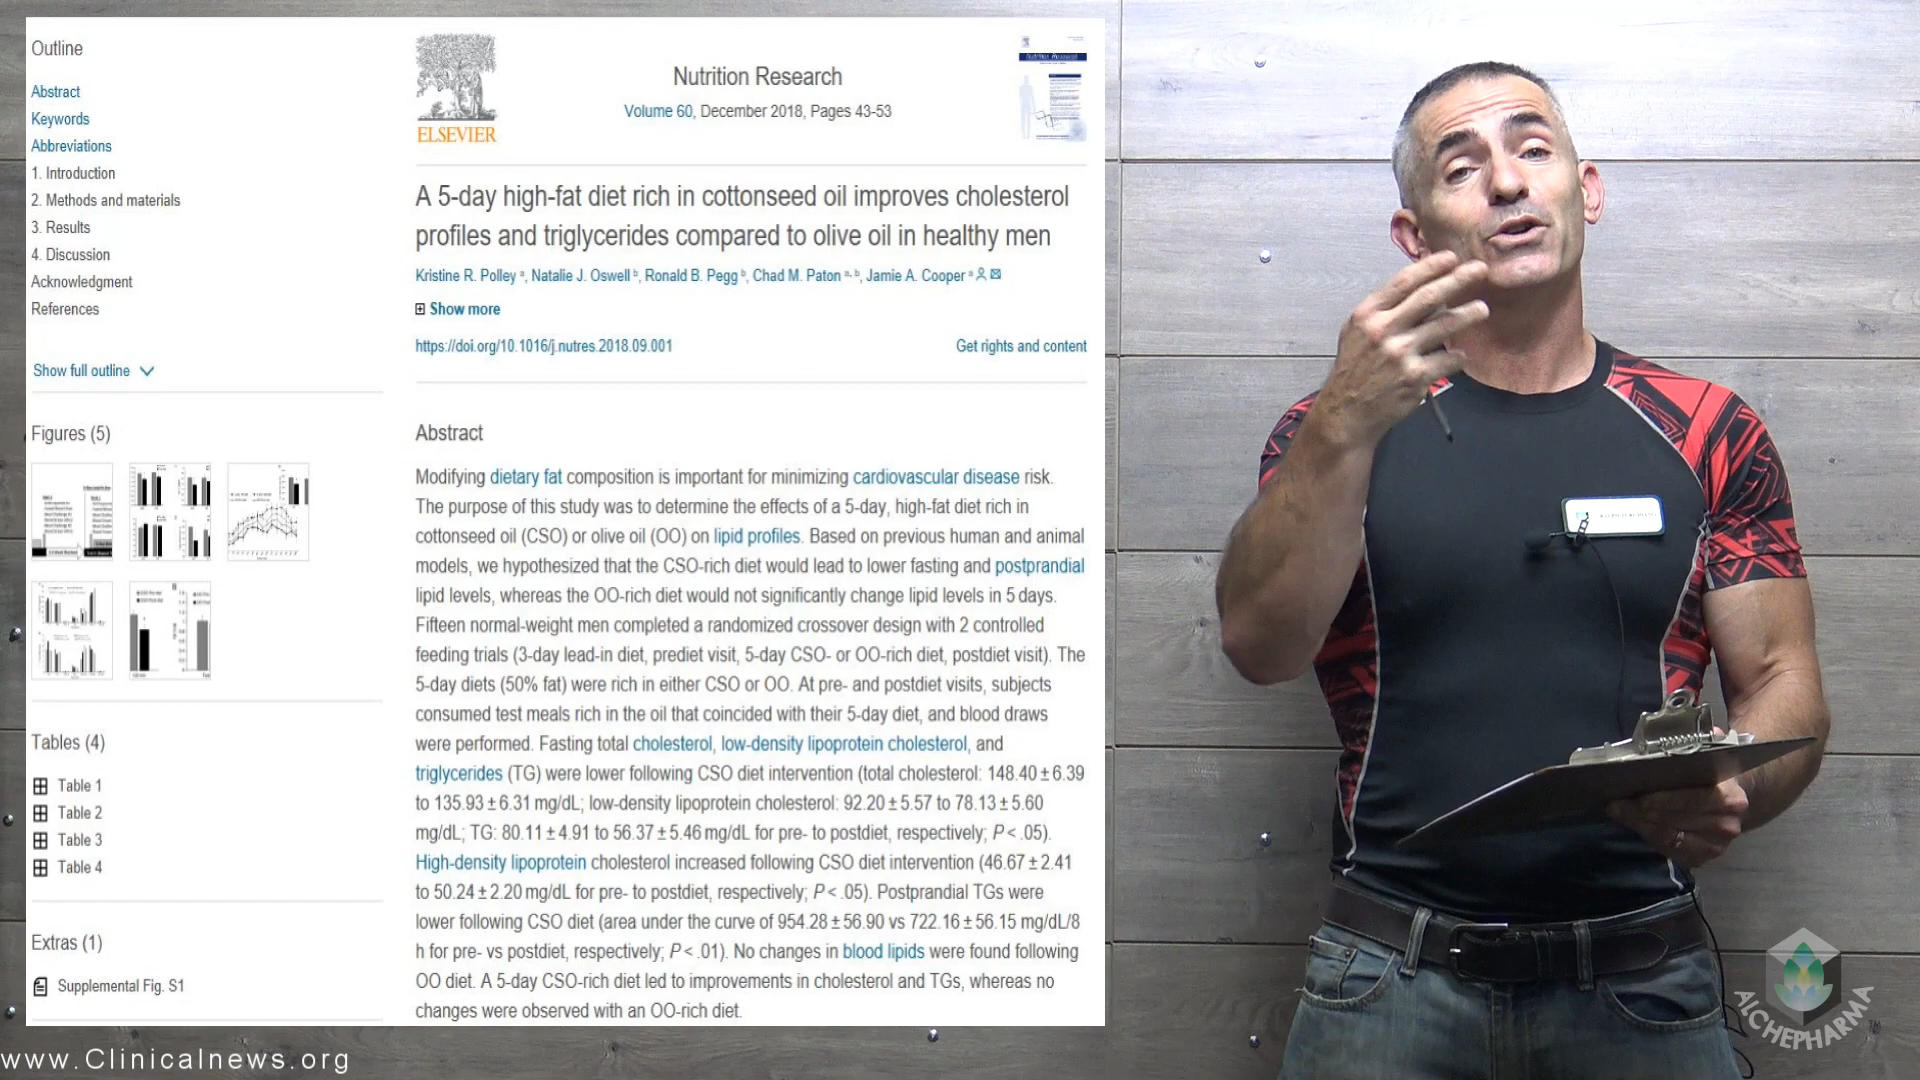 Outline
Abstract
Keywords
Abbreviations
1. Introduction
2. Methods and materials
3. Results
4. Discussion
Acknowledgment
References
Show full outline
Figures (5)
Tables (4)
Table 1
Table 2
Table 3
Table 4
Extras (1)
Supplemental Fig. S1
ELSEVIER
Nutrition Research
Volume 60, December 2018, Pages 43-53
Nutrition Research
A 5-day high-fat diet rich in cottonseed oil improves cholesterol
profiles and triglycerides compared to olive oil in healthy men
Kristine R. Polley ᵃ, Natalie J. Oswell ᵇ, Ronald B. Pegg ᵇ, Chad M. Paton ᵃ· ᵇ, Jamie A. Cooper ᵃ
Show more
https://doi.org/10.1016/j.nutres.2018.09.001
Get rights and content
Abstract
Modifying dietary fat composition is important for minimizing cardiovascular disease risk.
The purpose of this study was to determine the effects of a 5-day, high-fat diet rich in
cottonseed oil (CSO) or olive oil (OO) on lipid profiles. Based on previous human and animal
models, we hypothesized that the CSO-rich diet would lead to lower fasting and postprandial
lipid levels, whereas the OO-rich diet would not significantly change lipid levels in 5 days.
Fifteen normal-weight men completed a randomized crossover design with 2 controlled
feeding trials (3-day lead-in diet, prediet visit, 5-day CSO- or OO-rich diet, postdiet visit). The
5-day diets (50% fat) were rich in either CSO or OO. At pre- and postdiet visits, subjects
consumed test meals rich in the oil that coincided with their 5-day diet, and blood draws
were performed. Fasting total cholesterol, low-density lipoprotein cholesterol, and
triglycerides (TG) were lower following CSO diet intervention (total cholesterol: 148.40 ± 6.39
to 135.93 ± 6.31 mg/dL; low-density lipoprotein cholesterol: 92.20 ± 5.57 to 78.13 ± 5.60
mg/dL; TG: 80.11 ± 4.91 to 56.37 ± 5.46 mg/dL for pre- to postdiet, respectively; P < .05).
High-density lipoprotein cholesterol increased following CSO diet intervention (46.67 ± 2.41
to 50.24 ± 2.20 mg/dL for pre- to postdiet, respectively; P < .05). Postprandial TGs were
lower following CSO diet (area under the curve of 954.28 ± 56.90 vs 722.16 ± 56.15 mg/dL/8
h for pre- vs postdiet, respectively; P < .01). No changes in blood lipids were found following
OO diet. A 5-day CSO-rich diet led to improvements in cholesterol and TGs, whereas no
changes were observed with an OO-rich diet.
www.Clinicalnews.org
AlCHEPHARMA
TM